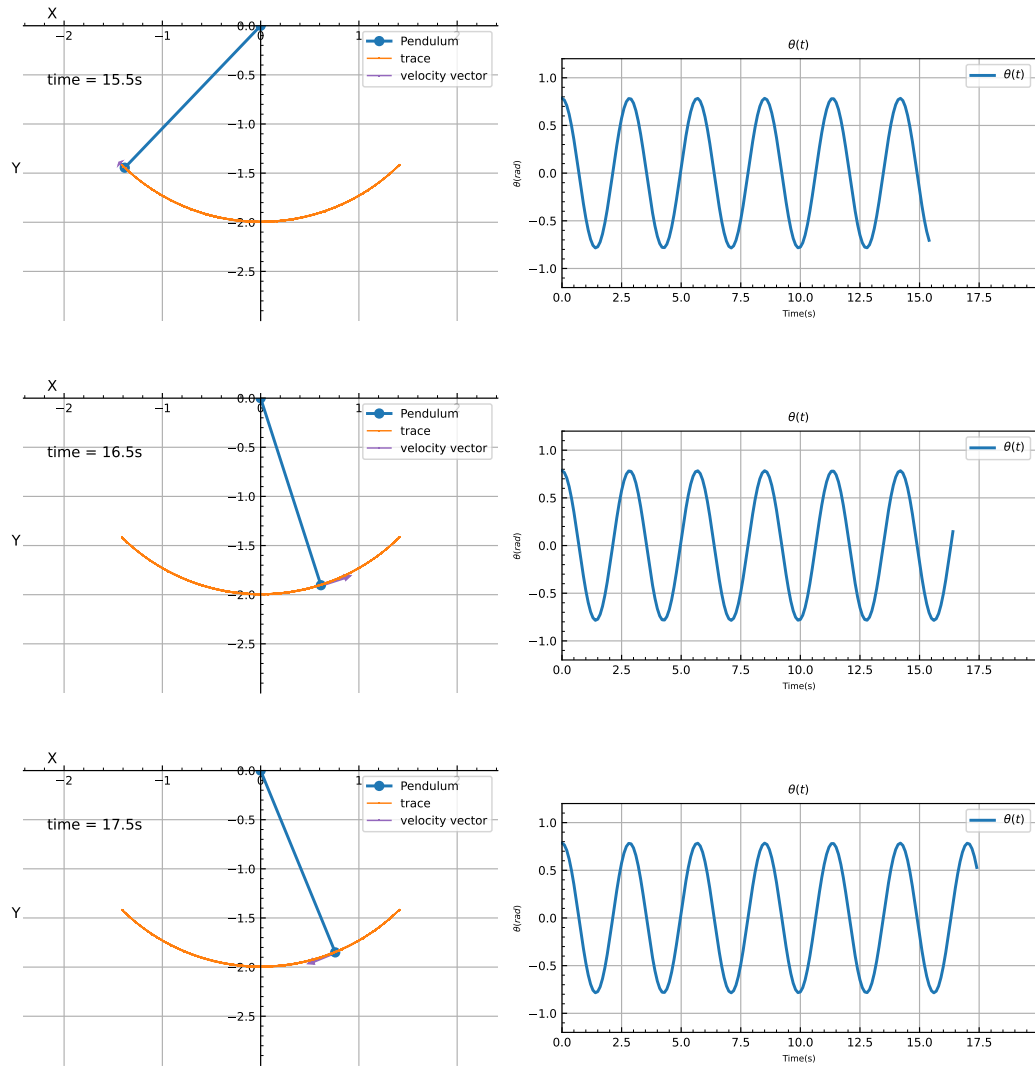 X
−2 −1 0 1 2
0.0
Pendulum
trace
velocity vector
time = 15.5s
−0.5
−1.0
Y
−1.5
−2.0
−2.5
θ(t)
θ(t)
1.0
0.5
0.0
−0.5
−1.0
θ(rad)
0.0 2.5 5.0 7.5 10.0 12.5 15.0 17.5
Time(s)
X
−2 −1 0 1
0.0
Pendulum
trace
velocity vector
time = 16.5s
−0.5
−1.0
Y
−1.5
−2.0
−2.5
θ(t)
θ(t)
1.0
0.5
0.0
−0.5
−1.0
θ(rad)
0.0 2.5 5.0 7.5 10.0 12.5 15.0 17.5
Time(s)
X
−2 −1 0 1
0.0
Pendulum
trace
velocity vector
time = 17.5s
−0.5
−1.0
Y
−1.5
−2.0
−2.5
θ(t)
θ(t)
1.0
0.5
0.0
−0.5
−1.0
θ(rad)
0.0 2.5 5.0 7.5 10.0 12.5 15.0 17.5
Time(s)